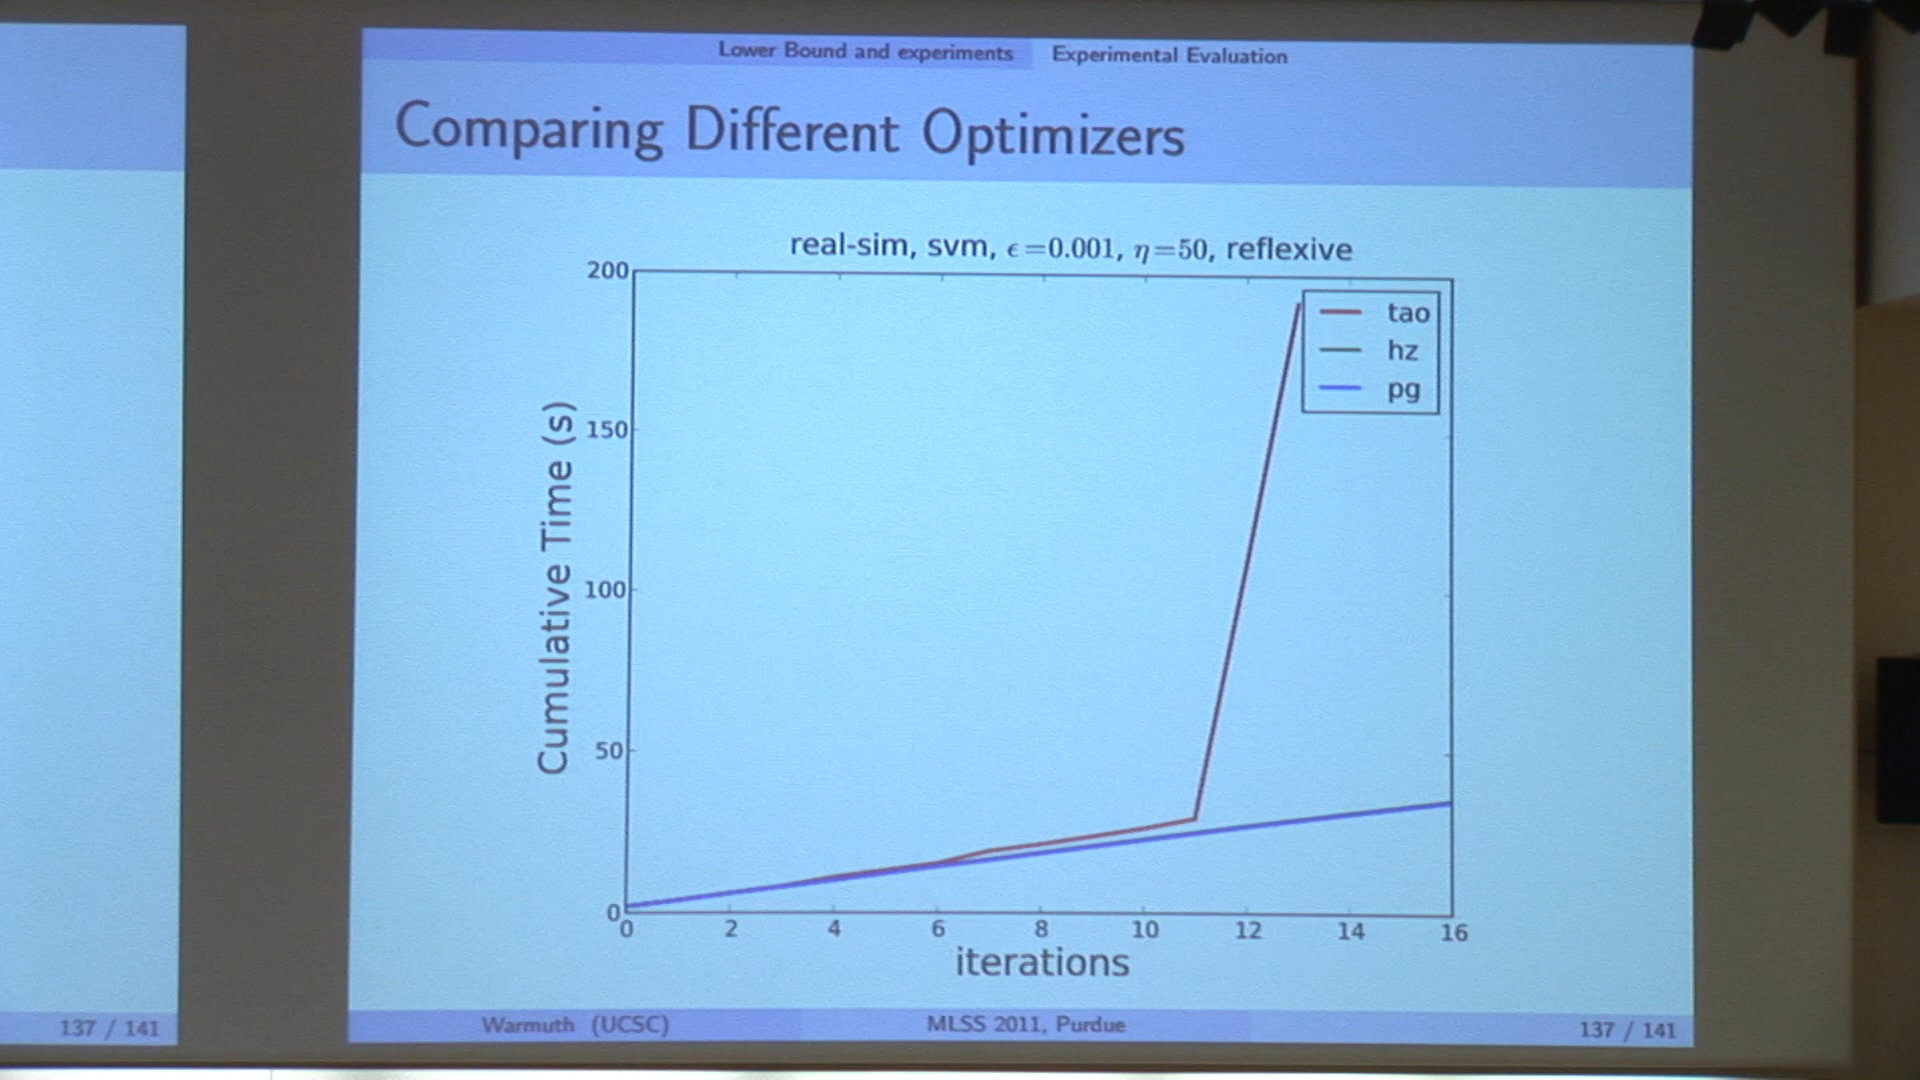 Lower Bound and experiments Experimental Evaluation
Comparing Different Optimizers
real-sim, svm, ϵ=0.001, η=50, reflexive
200
150
100
50
0
Cumulative Time (s)
tao
hz
pg
0 2 4 6 8 10 12 14 16
iterations
137 / 141
Warmuth (UCSC) MLSS 2011, Purdue 137 / 141